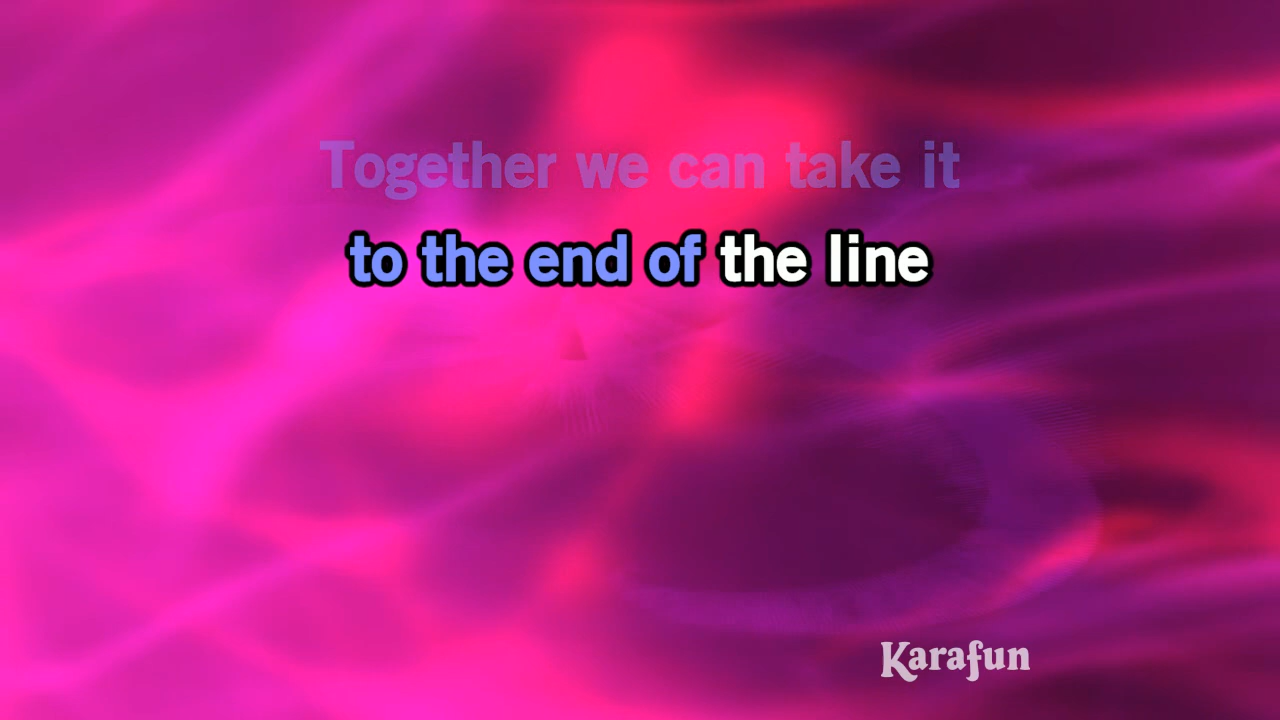 Together we can take it
to the end of the line
Karafun